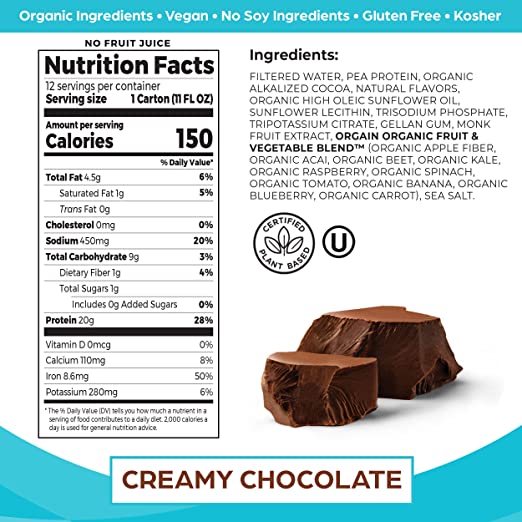 Organic Ingredients • Vegan • No Soy Ingredients • Gluten Free • Kosher
NO FRUIT JUICE
Nutrition Facts
12 servings per container
Serving size 1 Carton (11 FL OZ)
Amount per serving
Calories 150
% Daily Value*
Total Fat 4.5g 6%
Saturated Fat 1g 5%
Trans Fat 0g
Cholesterol 0mg 0%
Sodium 450mg 20%
Total Carbohydrate 9g 3%
Dietary Fiber 1g 4%
Total Sugars 1g
Includes 0g Added Sugars 0%
Protein 20g 28%
Vitamin D 0mcg 0%
Calcium 110mg 8%
Iron 8.6mg 50%
Potassium 280mg 6%
*The % Daily Value (DV) tells you how much a nutrient in a
serving of food contributes to a daily diet. 2,000 calories a
day is used for general nutrition advice.
Ingredients:
FILTERED WATER, PEA PROTEIN, ORGANIC
ALKALIZED COCOA, NATURAL FLAVORS,
ORGANIC HIGH OLEIC SUNFLOWER OIL,
SUNFLOWER LECITHIN, TRISODIUM PHOSPHATE,
TRIPOTASSIUM CITRATE, GELLAN GUM, MONK
FRUIT EXTRACT, ORGAIN ORGANIC FRUIT &
VEGETABLE BLEND™ (ORGANIC APPLE FIBER,
ORGANIC ACAI, ORGANIC BEET, ORGANIC KALE,
ORGANIC RASPBERRY, ORGANIC SPINACH,
ORGANIC TOMATO, ORGANIC BANANA, ORGANIC
BLUEBERRY, ORGANIC CARROT), SEA SALT.
CERTIFIED
PLANT BASED
U
CREAMY CHOCOLATE